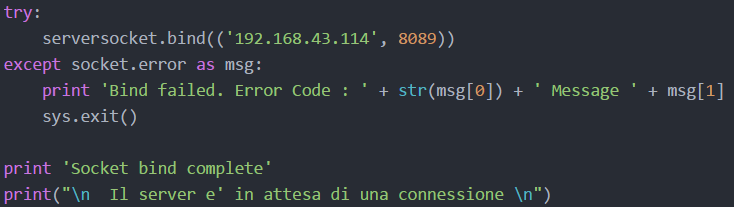 try:
    serversocket.bind(('192.168.43.114', 8089))
except socket.error as msg:
    print 'Bind failed. Error Code : ' + str(msg[0]) + ' Message ' + msg[1]
    sys.exit()

print 'Socket bind complete'
print("\n  Il server e' in attesa di una connessione \n")